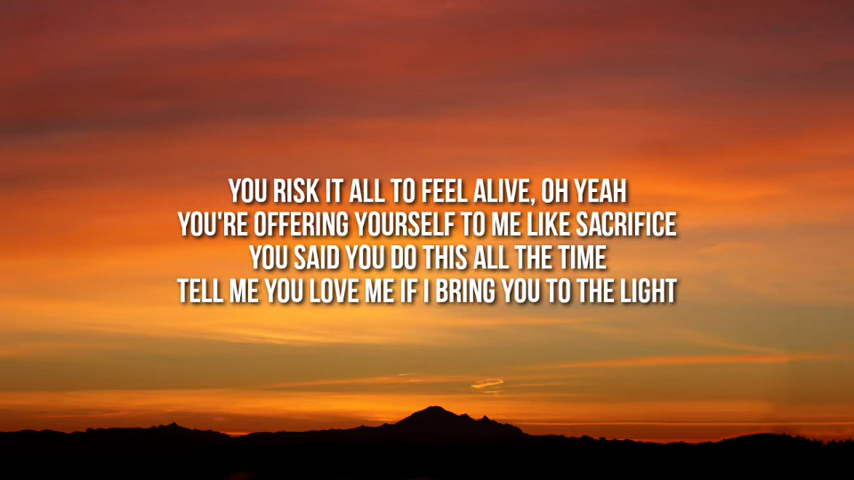 YOU RISK IT ALL TO FEEL ALIVE, OH YEAH
YOU'RE OFFERING YOURSELF TO ME LIKE SACRIFICE
YOU SAID YOU DO THIS ALL THE TIME
TELL ME YOU LOVE ME IF I BRING YOU TO THE LIGHT